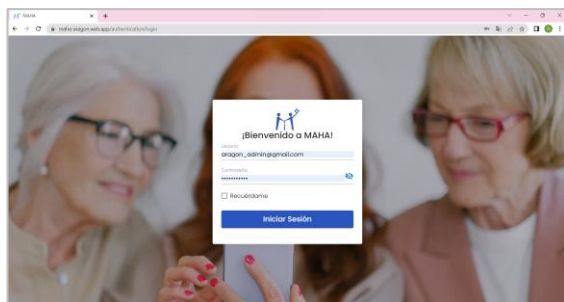 MAHA
maha-aragon.web.app/authentication/login
¡Bienvenido a MAHA!
Usuario
aragon_admin@gmail.com
Contraseña
Recuérdame
Iniciar Sesión